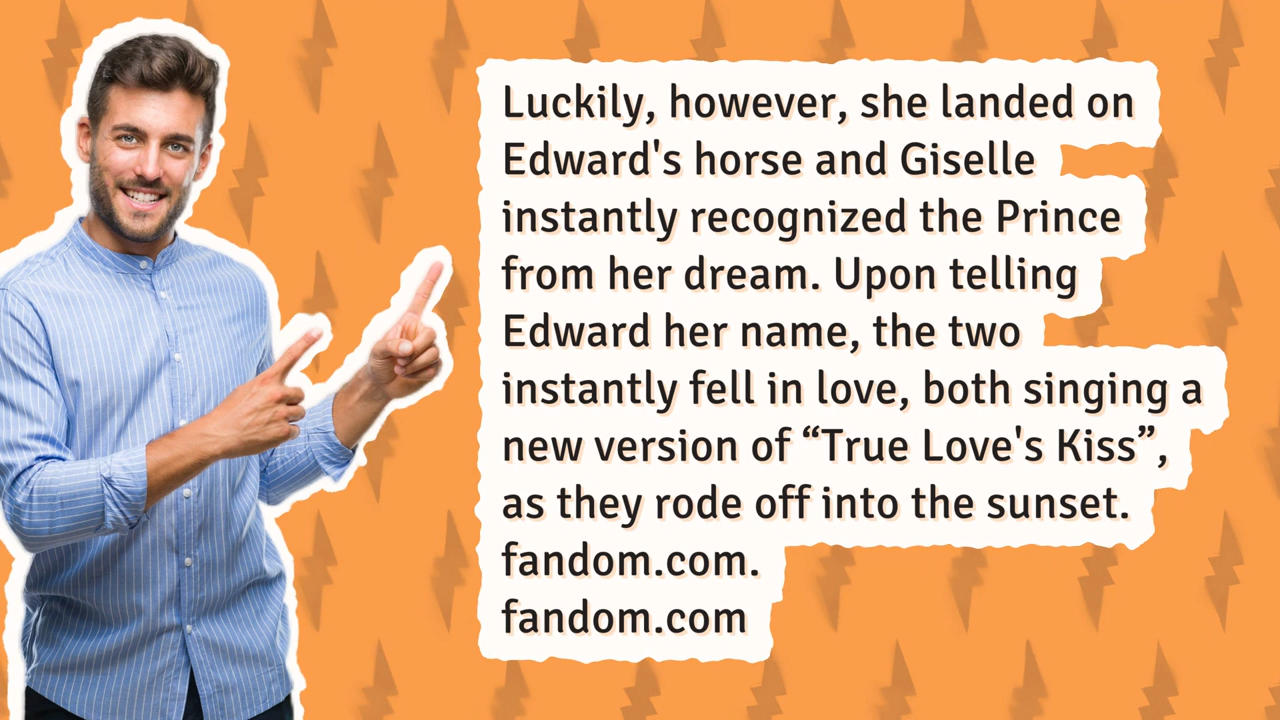 Luckily, however, she landed on
Edward's horse and Giselle
instantly recognized the Prince
from her dream. Upon telling
Edward her name, the two
instantly fell in love, both singing a
new version of “True Love's Kiss”,
as they rode off into the sunset.
fandom.com.
fandom.com